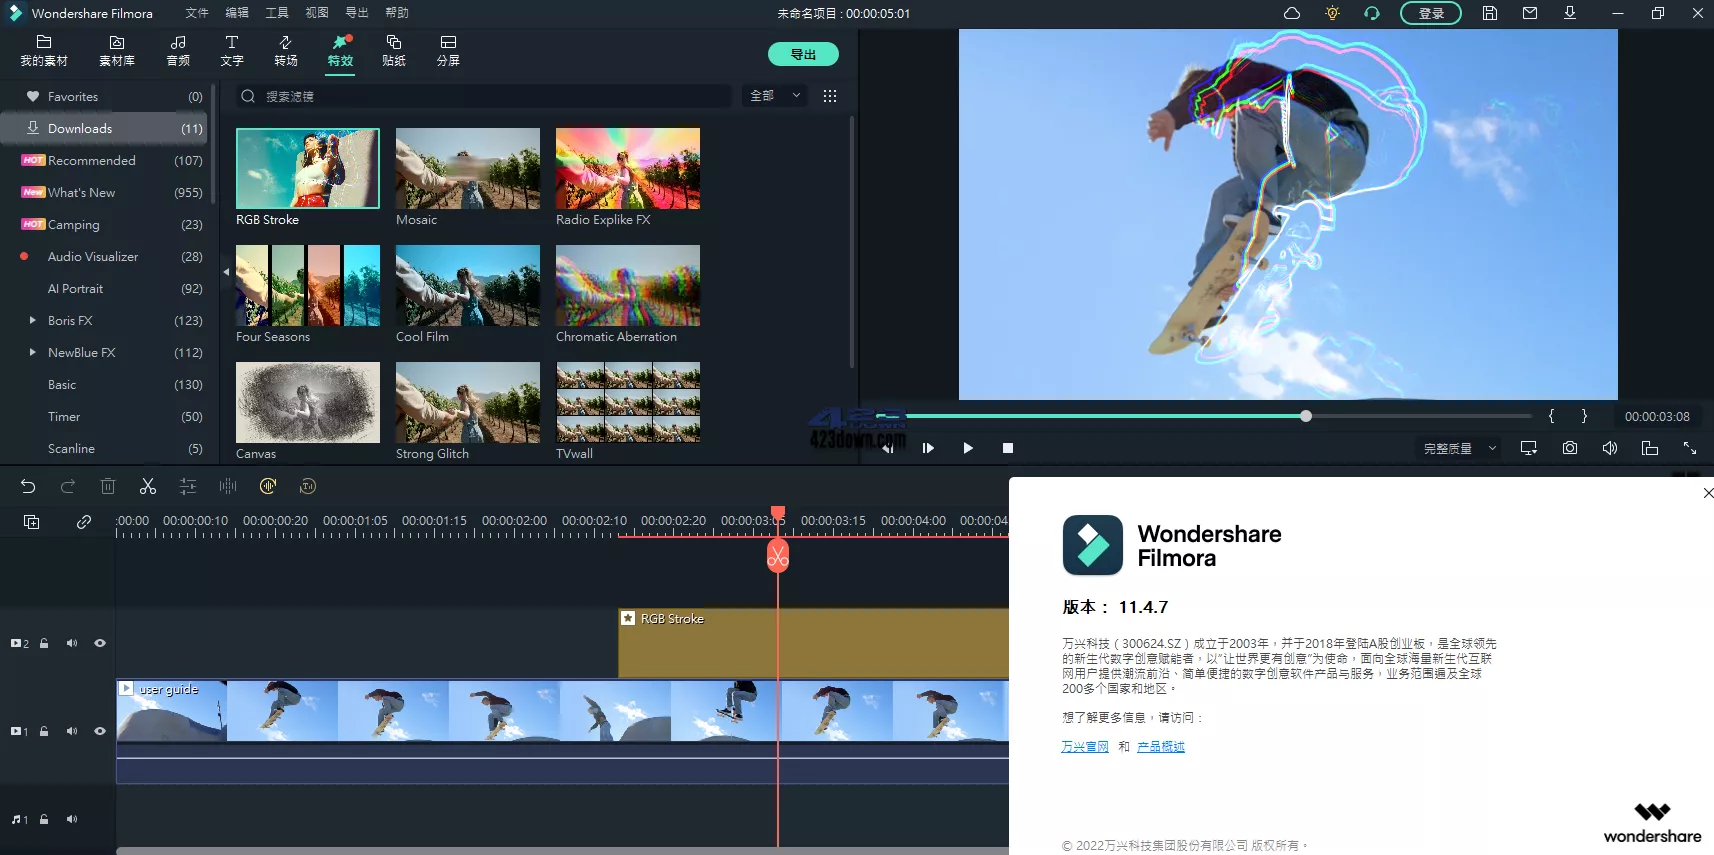 Wondershare Filmora 文件 编辑 工具 视图 导出 帮助 未命名项目 : 00:00:05:01 登录
我的素材 素材库 音频 文字 转场 特效 贴纸 分屏 导出
Favorites (0)
搜索滤镜 全部
Downloads (11)
HOT Recommended (107)
New What's New (955)
HOT Camping (23)
Audio Visualizer (28)
AI Portrait (92)
Boris FX (123)
NewBlue FX (112)
Basic (130)
Timer (50)
Scanline (5)
RGB Stroke Mosaic Radio Explike FX
Four Seasons Cool Film Chromatic Aberration
Canvas Strong Glitch TVwall
423DOWN
423down.com
{ } 00:00:03:08
完整质量
:00:00 00:00:00:10 00:00:00:20 00:00:01:05 00:00:01:15 00:00:02:00 00:00:02:10 00:00:02:20 00:00:03:05 00:00:03:15 00:00:04:00 00:00:04
RGB Stroke
2
user guide
1
1
Wondershare
Filmora
版本： 11.4.7
万兴科技（300624.SZ）成立于2003年，并于2018年登陆A股创业板，是全球领先
的新生代数字创意赋能者，以“让世界更有创意”为使命，面向全球海量新生代互联
网用户提供潮流前沿、简单便捷的数字创意软件产品与服务，业务范围遍及全球
200多个国家和地区。
想了解更多信息，请访问：
万兴官网 和 产品概述
wondershare
© 2022万兴科技集团股份有限公司 版权所有。